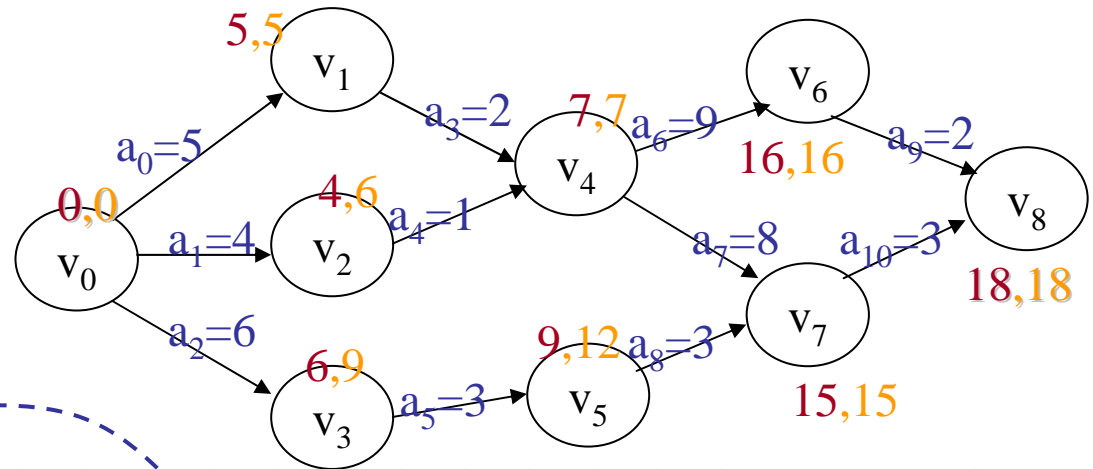 5,5
v₁
v₆
a₃=2
7,7
a₆=9
a₉=2
a₀=5
16,16
v₄
0,0
4,6
a₄=1
v₈
a₁=4
v₂
a₇=8
a₁₀=3
v₀
18,18
v₇
a₂=6
9,12
a₈=3
6,9
15,15
a₅=3
v₅
v₃